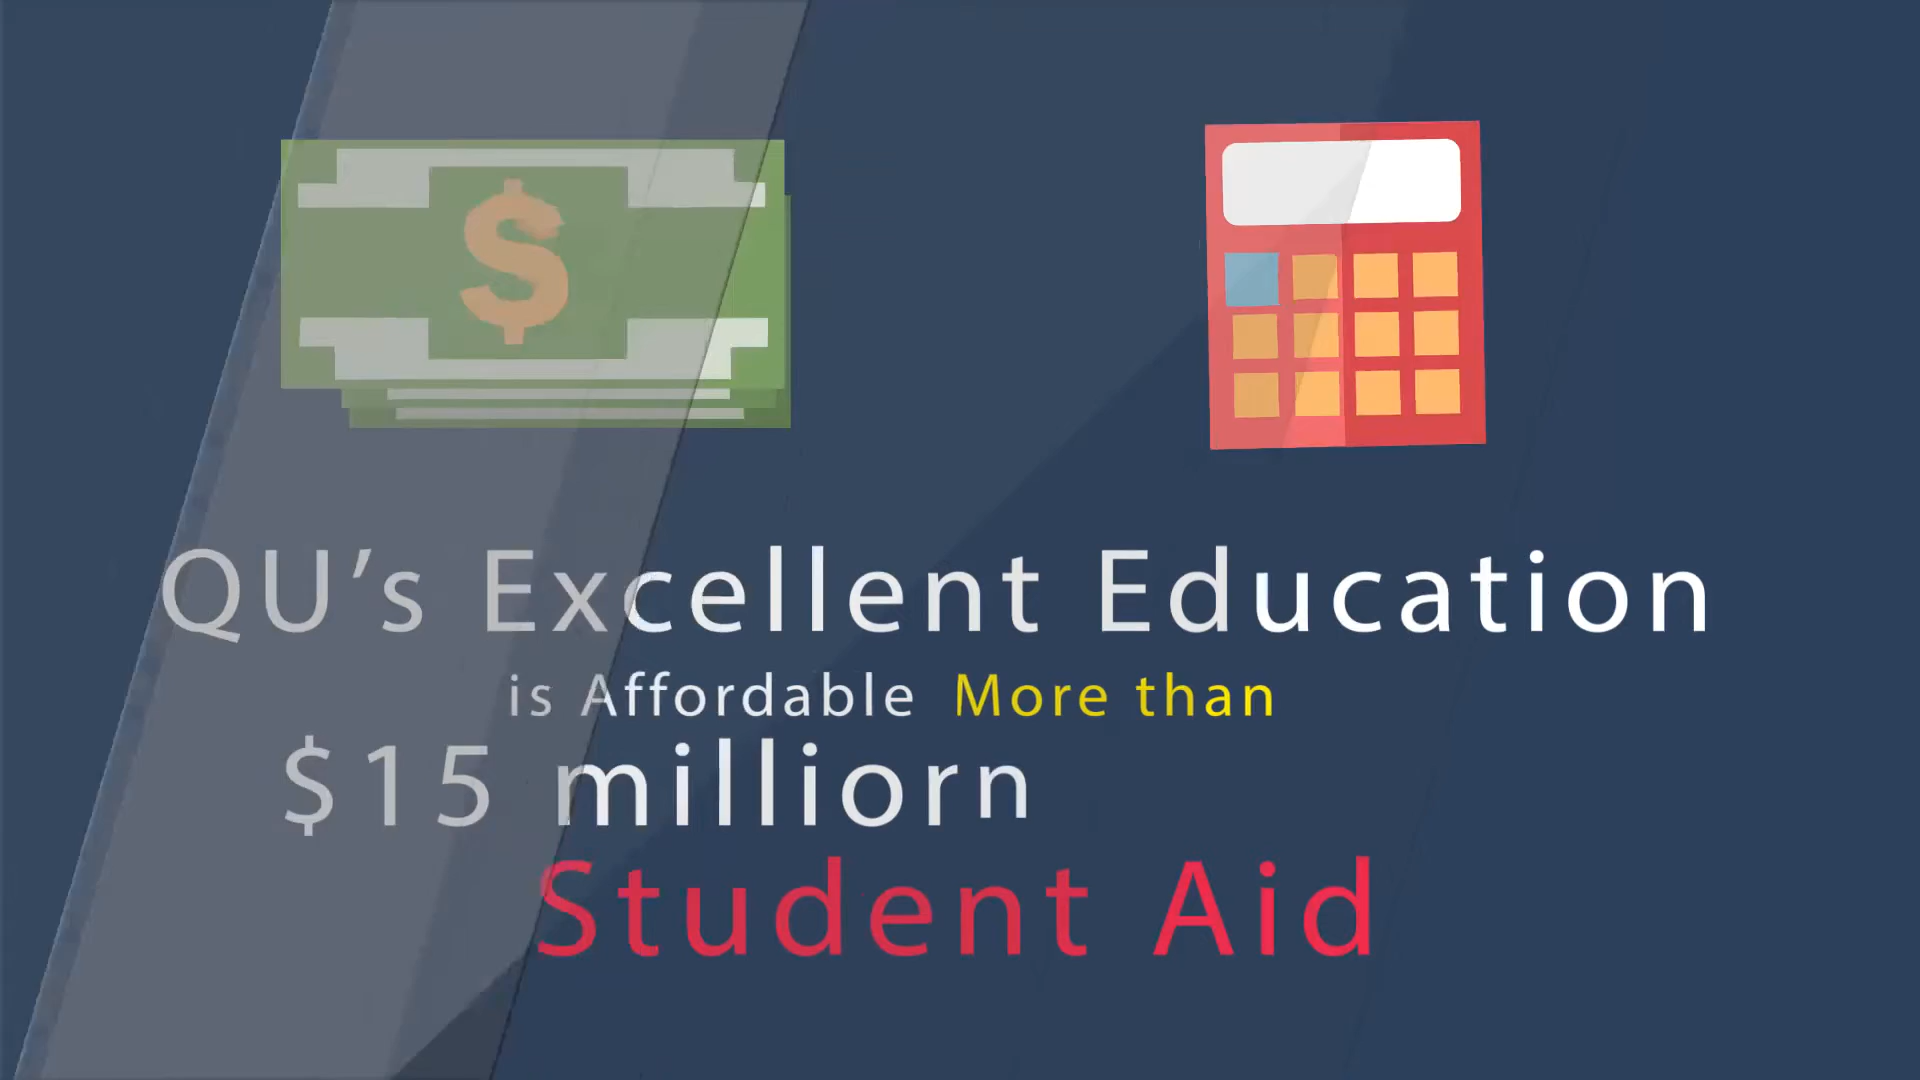 $
QU’s Excellent Education
is Affordable More than
$15 milliorn
Student Aid